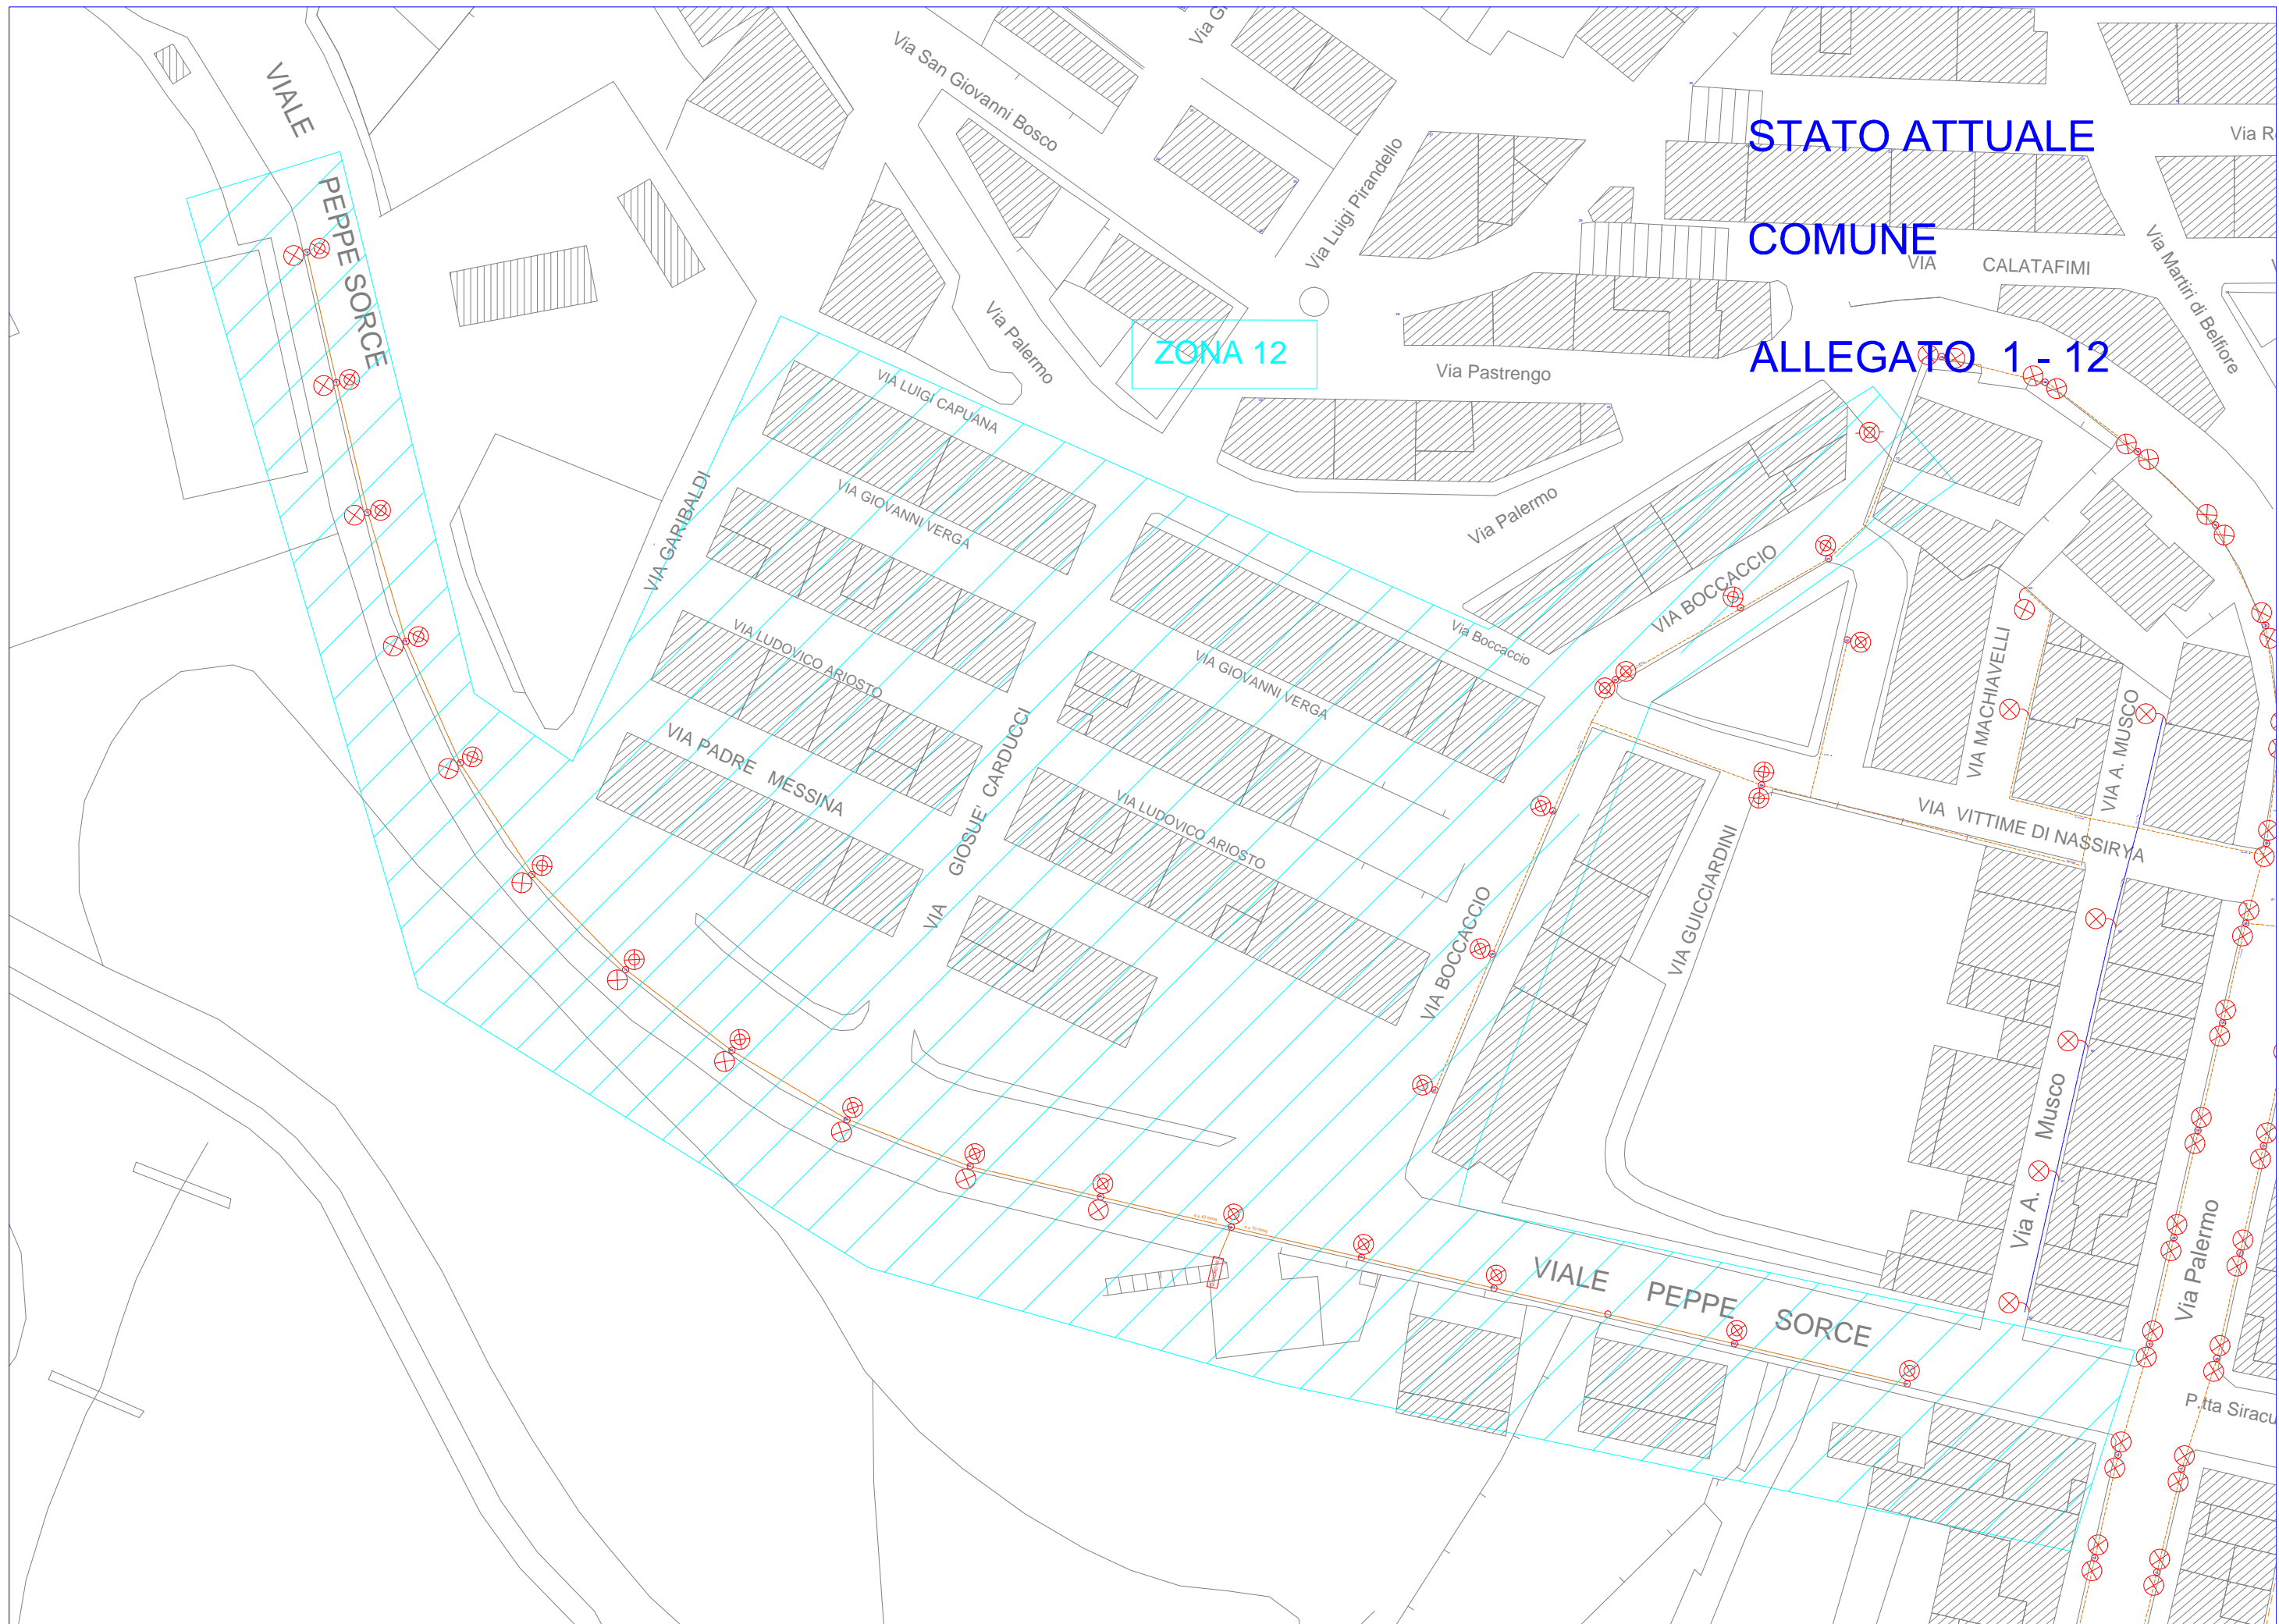 STATO ATTUALE
COMUNE
ALLEGATO 1 - 12
ZONA 12
VIALE
PEPPE SORCE
Via San Giovanni Bosco
Via Luigi Pirandello
Via Palermo
Via Pastrengo
VIA CALATAFIMI
Via Martiri di Belfiore
VIA LUIGI CAPUANA
VIA GIOVANNI VERGA
VIA GARIBALDI
VIA LUDOVICO ARIOSTO
VIA PADRE MESSINA
VIA GIOSUE' CARDUCCI
Via Boccaccio
VIA GIOVANNI VERGA
VIA LUDOVICO ARIOSTO
Via Palermo
VIA BOCCACCIO
VIA BOCCACCIO
VIA GUICCIARDINI
VIA MACHIAVELLI
VIA A. MUSCO
VIA VITTIME DI NASSIRYA
Via A. Musco
Via Palermo
VIALE PEPPE SORCE
P.tta Siracu